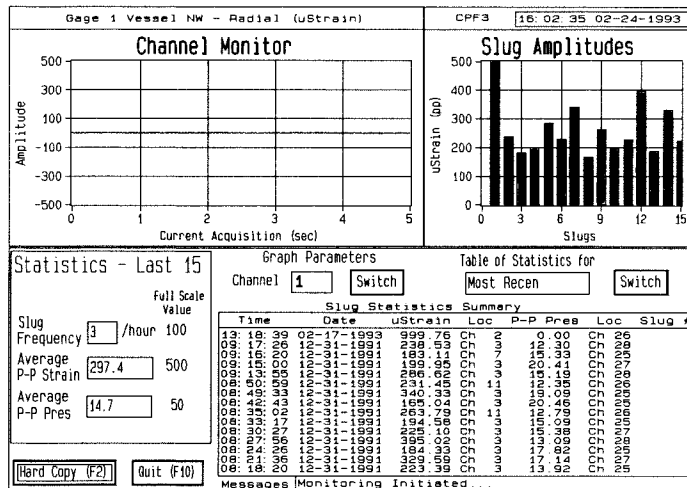 Gage 1 Vessel NW - Radial (uStrain)
CPF3 16:02:35 02-24-1993
Channel Monitor
Amplitude
500
300
100
-100
-300
-500
0 1 2 3 4 5
Current Acquisition (sec)
Slug Amplitudes
uStrain (pp)
500
400
300
200
100
0
0 3 6 9 12 15
Slugs
Statistics - Last 15
Full Scale
Value
Slug
Frequency 3 /hour 100
Average
P-P Strain 297.4 500
Average
P-P Pres 14.7 50
Hard Copy (F2) Quit (F10)
Graph Parameters
Channel 1 Switch
Table of Statistics for
Most Recen Switch
Slug Statistics Summary
Time Date uStrain Loc P-P Pres Loc Slug #
13:18:39 02-17-1993 999.76 Ch 2 0.00 Ch 26
09:17:26 12-31-1991 238.53 Ch 3 12.30 Ch 28
09:16:20 12-31-1991 183.11 Ch 7 15.33 Ch 25
09:15:00 12-31-1991 199.95 Ch 3 20.41 Ch 27
09:13:55 12-31-1991 286.62 Ch 3 15.11 Ch 28
08:50:59 12-31-1991 231.45 Ch 11 12.35 Ch 26
08:49:33 12-31-1991 340.33 Ch 3 19.09 Ch 25
08:42:43 12-31-1991 165.04 Ch 3 20.46 Ch 25
08:35:02 12-31-1991 263.79 Ch 11 12.79 Ch 26
08:33:17 12-31-1991 194.58 Ch 3 15.09 Ch 25
08:30:27 12-31-1991 225.10 Ch 3 15.38 Ch 27
08:27:56 12-31-1991 395.02 Ch 3 13.09 Ch 28
08:24:26 12-31-1991 184.33 Ch 3 17.82 Ch 25
08:21:36 12-31-1991 329.59 Ch 3 17.14 Ch 27
08:18:20 12-31-1991 223.39 Ch 3 13.92 Ch 25
Messages Monitoring Initiated...